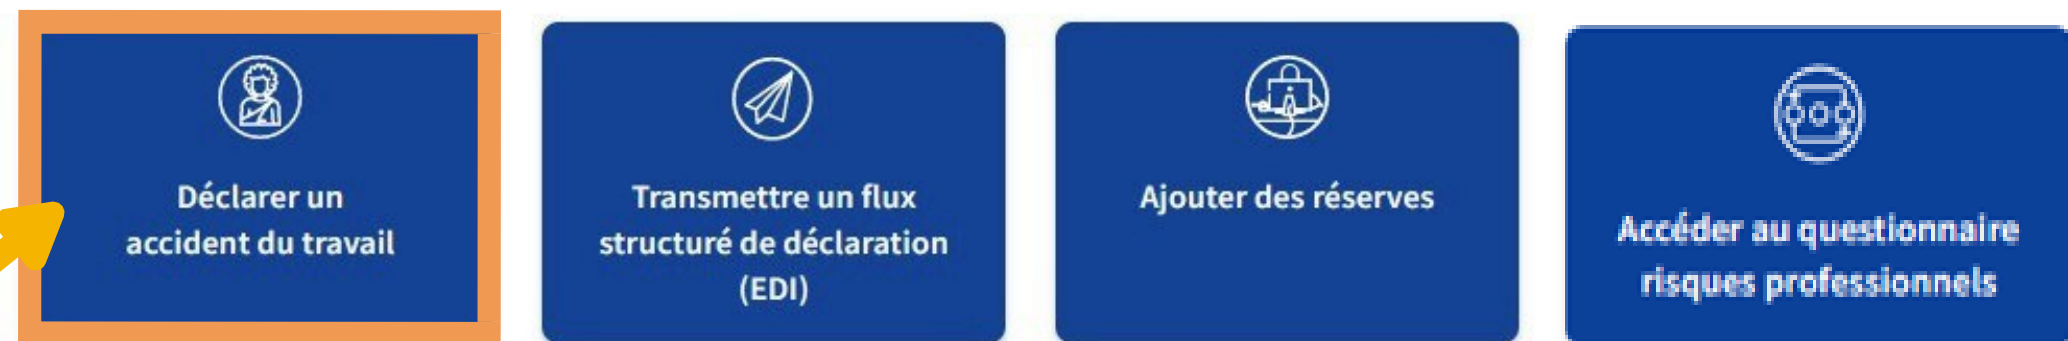 Déclarer un
accident du travail
Transmettre un flux
structuré de déclaration
(EDI)
Ajouter des réserves
Accéder au questionnaire
risques professionnels